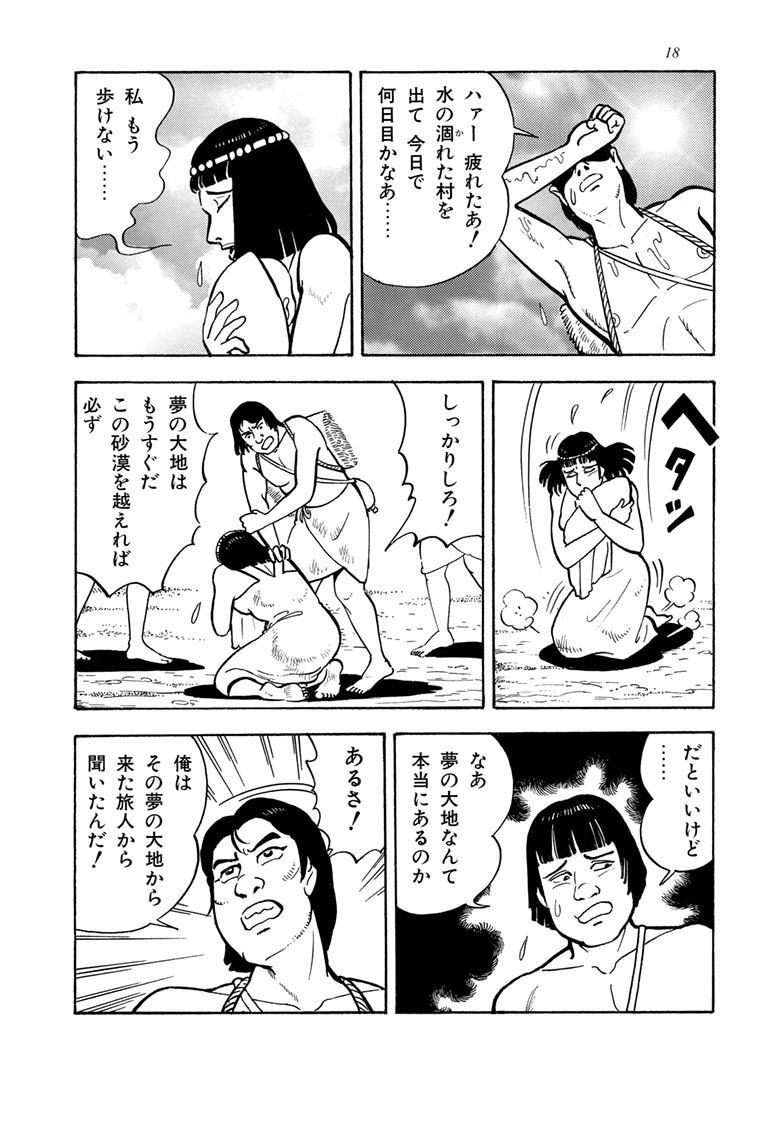 18
ハァー 疲れたあ!
水の涸れた村を
か
出て 今日で
何日目かなあ……
私 もう
歩けない……
ヘタッ
しっかりしろ!
夢の大地は
もうすぐだ
この砂漠を越えれば
必ず
だといいけど
……
なあ
夢の大地なんて
本当にあるのか
あるさ!
俺は
その夢の大地から
来た旅人から
聞いたんだ!